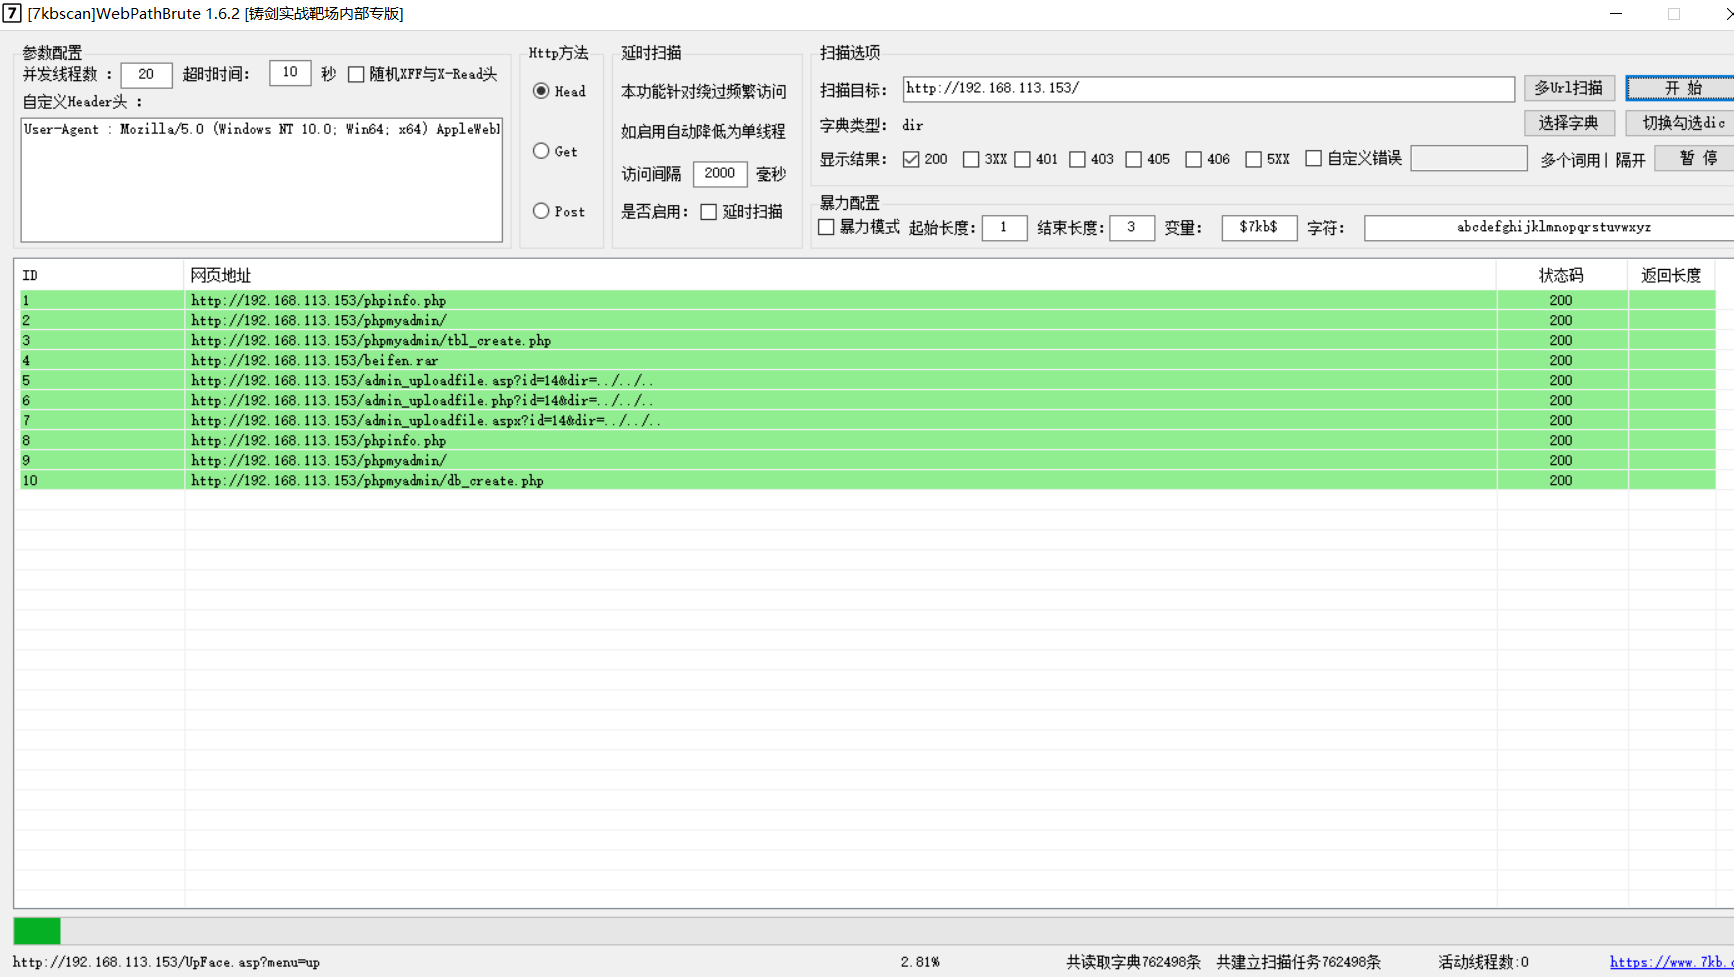 7 [7kbscan]WebPathBrute 1.6.2 [铸剑实战靶场内部专版]
参数配置
并发线程数 : 20 超时时间: 10 秒 随机XFF与X-Read头
自定义Header头 :
User-Agent : Mozilla/5.0 (Windows NT 10.0; Win64; x64) AppleWebl
Http方法
Head
Get
Post
延时扫描
本功能针对绕过频繁访问
如启用自动降低为单线程
访问间隔 2000 毫秒
是否启用: 延时扫描
扫描选项
扫描目标: http://192.168.113.153/ 多Url扫描 开 始
字典类型: dir 选择字典 切换勾选dic
显示结果: 200 3XX 401 403 405 406 5XX 自定义错误 多个词用| 隔开 暂 停
暴力配置
暴力模式 起始长度: 1 结束长度: 3 变量: $7kb$ 字符: abcdefghijklmnopqrstuvwxyz
ID 网页地址 状态码 返回长度
1 http://192.168.113.153/phpinfo.php 200
2 http://192.168.113.153/phpmyadmin/ 200
3 http://192.168.113.153/phpmyadmin/tbl_create.php 200
4 http://192.168.113.153/beifen.rar 200
5 http://192.168.113.153/admin_uploadfile.asp?id=14&dir=../../.. 200
6 http://192.168.113.153/admin_uploadfile.php?id=14&dir=../../.. 200
7 http://192.168.113.153/admin_uploadfile.aspx?id=14&dir=../../.. 200
8 http://192.168.113.153/phpinfo.php 200
9 http://192.168.113.153/phpmyadmin/ 200
10 http://192.168.113.153/phpmyadmin/db_create.php 200
http://192.168.113.153/UpFace.asp?menu=up 2.81% 共读取字典762498条 共建立扫描任务762498条 活动线程数:0 https://www.7kb.